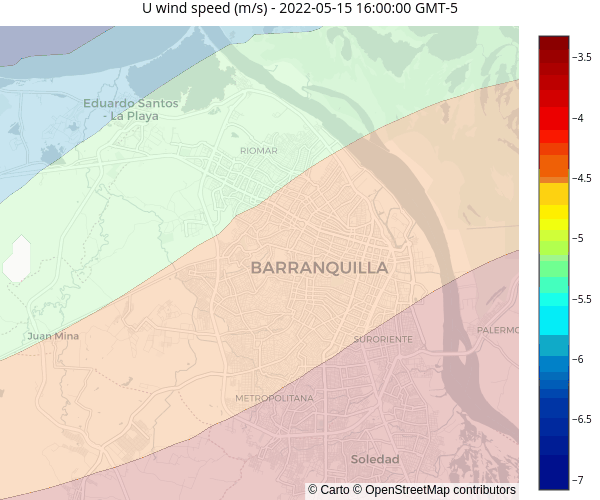 U wind speed (m/s) - 2022-05-15 16:00:00 GMT-5
Eduardo Santos
- La Playa
RIOMAR
BARRANQUILLA
Juan Mina
SURORIENTE
PALERMO
METROPOLITANA
Soledad
© Carto © OpenStreetMap contributors
−3.5
−4
−4.5
−5
−5.5
−6
−6.5
−7